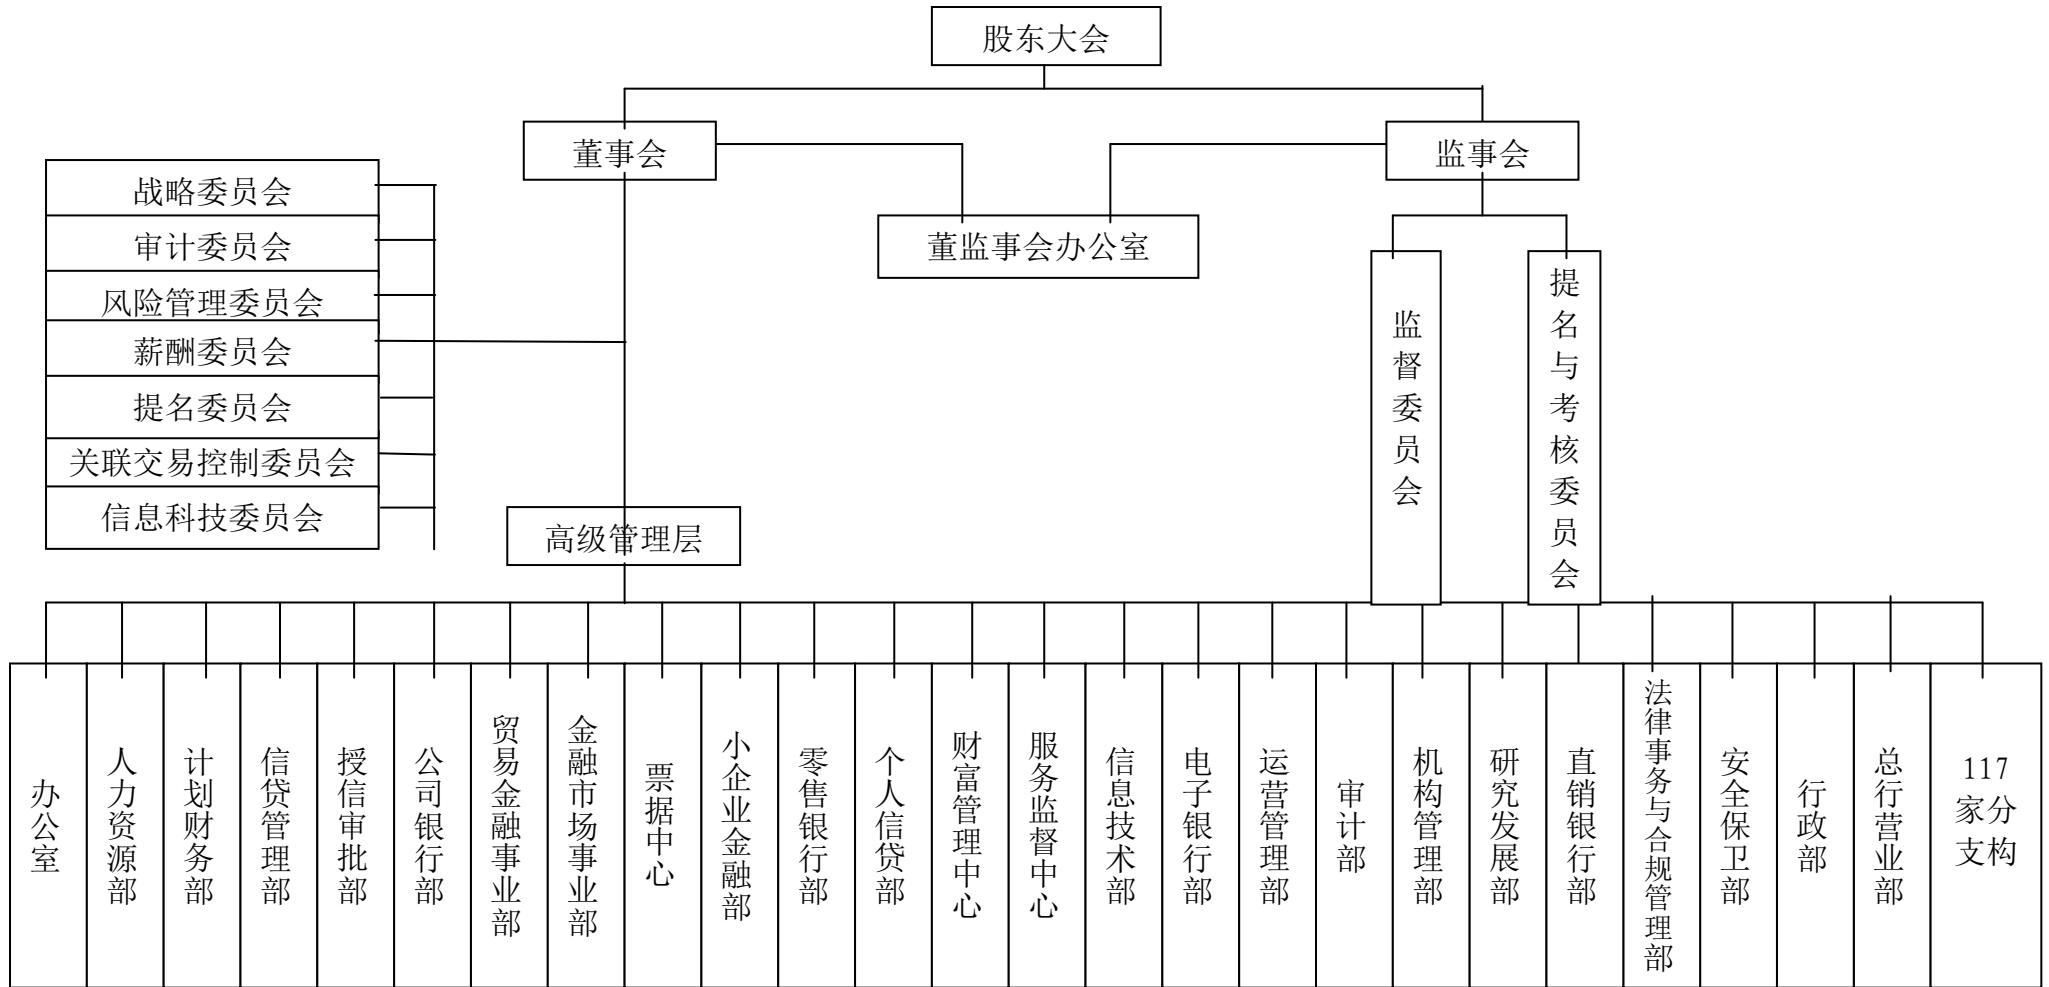 股东大会
董事会
监事会
战略委员会
审计委员会
风险管理委员会
薪酬委员会
提名委员会
关联交易控制委员会
信息科技委员会
董监事会办公室
监督委员会
提名与考核委员会
高级管理层
办公室
人力资源部
计划财务部
信贷管理部
授信审批部
公司银行部
贸易金融事业部
金融市场事业部
票据中心
小企业金融部
零售银行部
个人信贷部
财富管理中心
服务监督中心
信息技术部
电子银行部
运营管理部
审计部
机构管理部
研究发展部
直销银行部
法律事务与合规管理部
安全保卫部
行政部
总行营业部
117
家分
支构